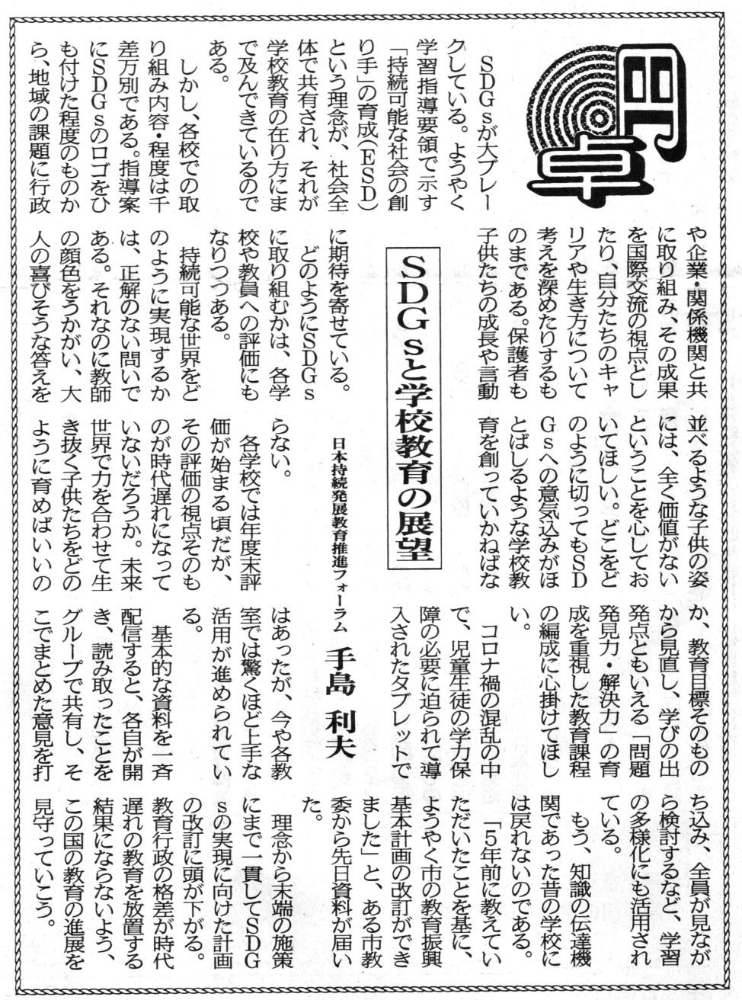 円卓
SDGsと学校教育の展望
日本持続発展教育推進フォーラム 手島 利夫
SDGsが大ブレー
クしている。ようやく
学習指導要領で示す
「持続可能な社会の創
り手」の育成(ESD)
という理念が、社会全
体で共有され、それが
学校教育の在り方にま
で及んできているので
ある。
しかし、各校での取
り組み内容・程度は千
差万別である。指導案
にSDGsのロゴをひ
も付けた程度のものか
ら、地域の課題に行政
や企業・関係機関と共
に取り組み、その成果
を国際交流の視点とし
たり、自分たちのキャ
リアや生き方について
考えを深めたりするも
のまである。保護者も
子供たちの成長や言動
に期待を寄せている。
どのようにSDGs
に取り組むかは、各学
校や教員への評価にも
なりつつある。
持続可能な世界をど
のように実現するか
は、正解のない問いで
ある。それなのに教師
の顔色をうかがい、大
人の喜びそうな答えを
並べるような子供の姿
には、全く価値がない
ということを心してお
いてほしい。どこをど
のように切ってもSD
Gsへの意気込みがほ
とばしるような学校教
育を創っていかねばな
らない。
各学校では年度末評
価が始まる頃だが、
その評価の視点そのも
のが時代遅れになって
いないだろうか。未来
世界で力を合わせて生
き抜く子供たちをどの
ように育めばいいの
か、教育目標そのもの
から見直し、学びの出
発点ともいえる「問題
発見力・解決力」の育
成を重視した教育課程
の編成に心掛けてほし
い。
コロナ禍の混乱の中
で、児童生徒の学力保
障の必要に迫られて導
入されたタブレットで
はあったが、今や各教
室では驚くほど上手な
活用が進められてい
る。
基本的な資料を一斉
配信すると、各自が開
き、読み取ったことを
グループで共有し、そ
こでまとめた意見を打
ち込み、全員が見なが
ら検討するなど、学習
の多様化にも活用され
ている。
もう、知識の伝達機
関であった昔の学校に
は戻れないのである。
「5年前に教えてい
ただいたことを基に、
ようやく市の教育振興
基本計画の改訂ができ
ました」と、ある市教
委から先日資料が届い
た。
理念から末端の施策
にまで一貫してSDG
sの実現に向けた計画
の改訂に頭が下がる。
教育行政の格差が時代
遅れの教育を放置する
結果にならないよう、
この国の教育の進展を
見守っていこう。